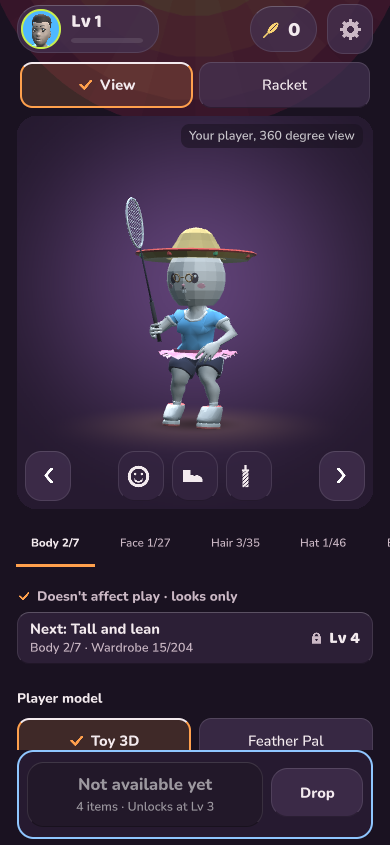 Lv 1
0
View
Racket
Your player, 360 degree view
Body 2/7
Face 1/27
Hair 3/35
Hat 1/46
Doesn't affect play · looks only
Next: Tall and lean
Body 2/7 · Wardrobe 15/204
Lv 4
Player model
Toy 3D
Feather Pal
Not available yet
4 items · Unlocks at Lv 3
Drop